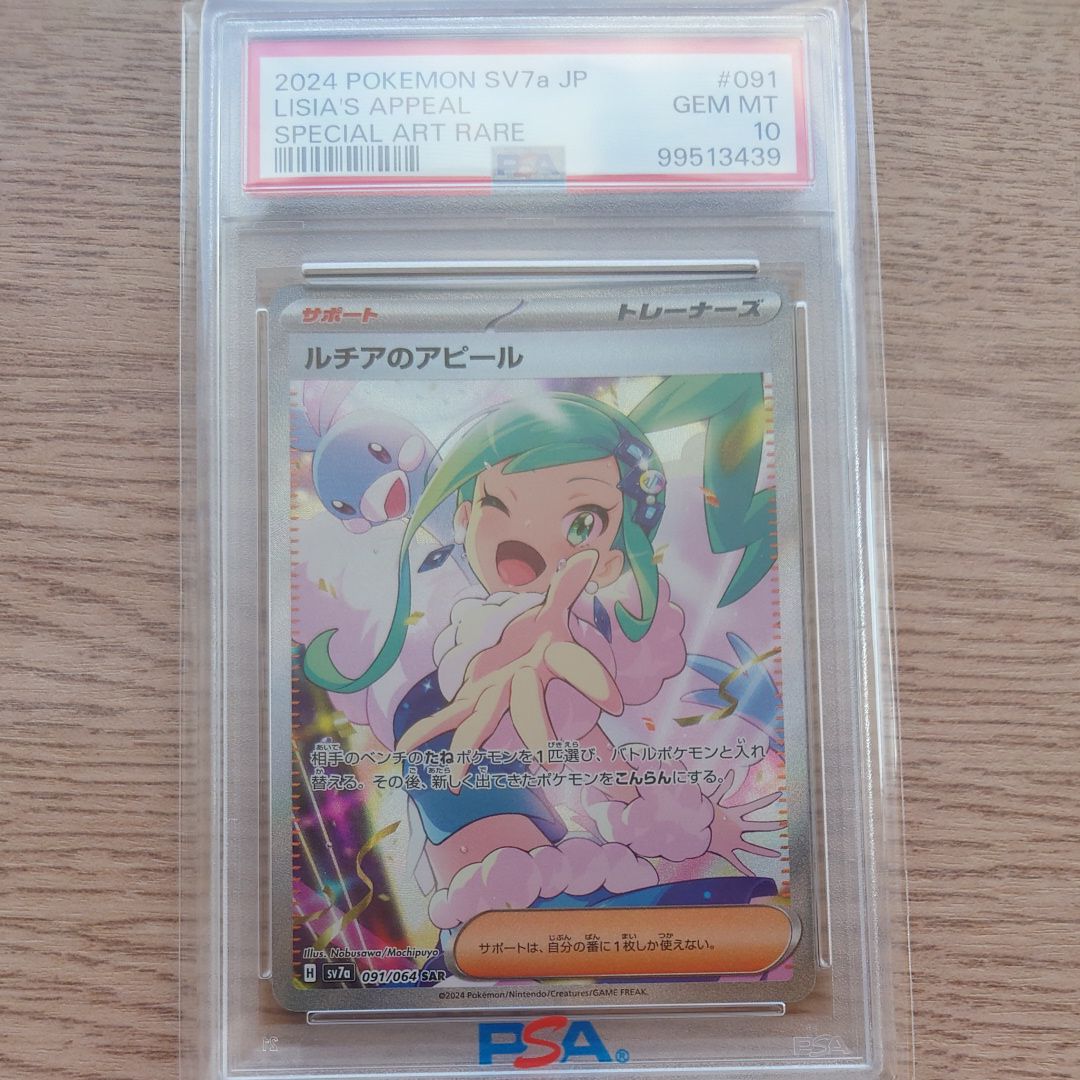 2024 POKEMON SV7a JP #091
LISIA'S APPEAL GEM MT
SPECIAL ART RARE 10
99513439
PSA
サポート トレーナーズ
ルチアのアピール
相手のベンチのたねポケモンを1匹選び、バトルポケモンと入れ
替える。その後、新しく出てきたポケモンをこんらんにする。
サポートは、自分の番に1枚しか使えない。
Illus. Nobusawa/Mochipuyo
H sv7a 091/064 SAR
©2024 Pokémon/Nintendo/Creatures/GAME FREAK.
PSA®
PSA